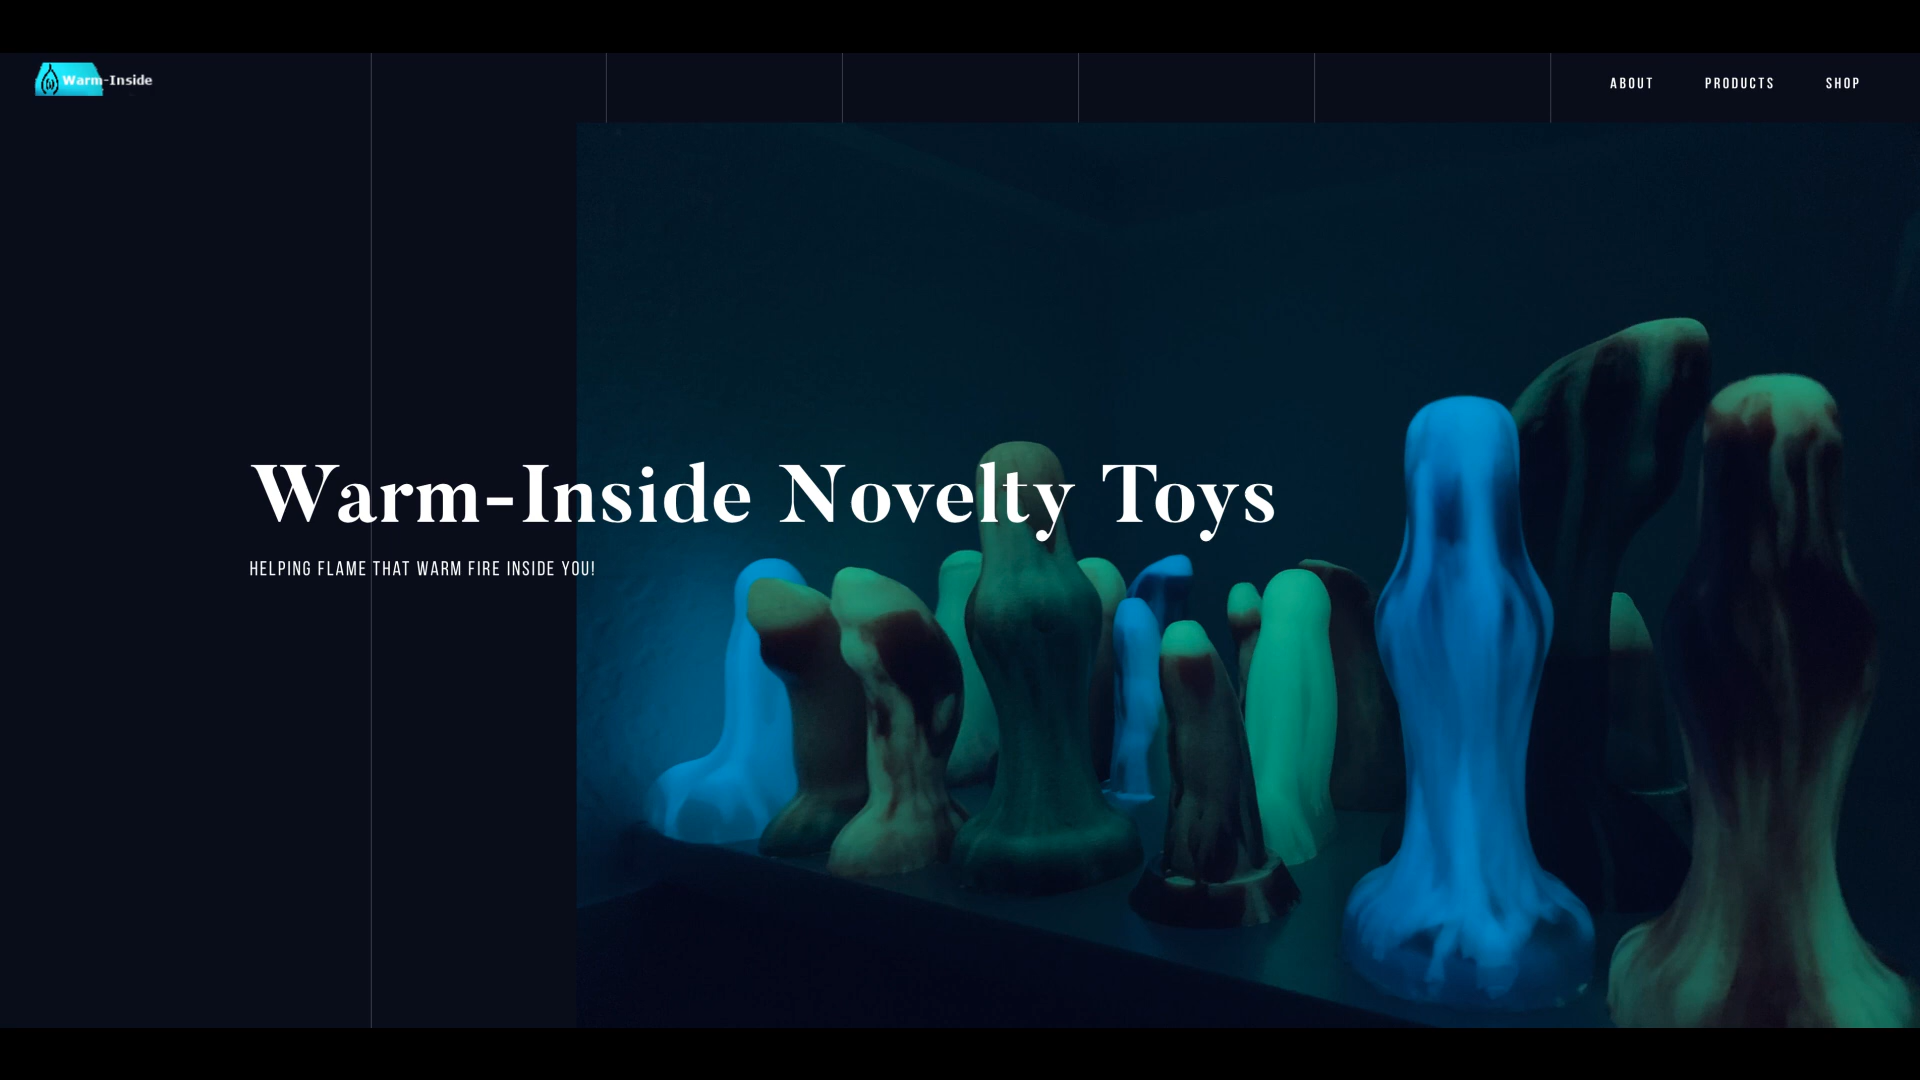 Warm-Inside
ABOUT PRODUCTS SHOP
Warm-Inside Novelty Toys
HELPING FLAME THAT WARM FIRE INSIDE YOU!